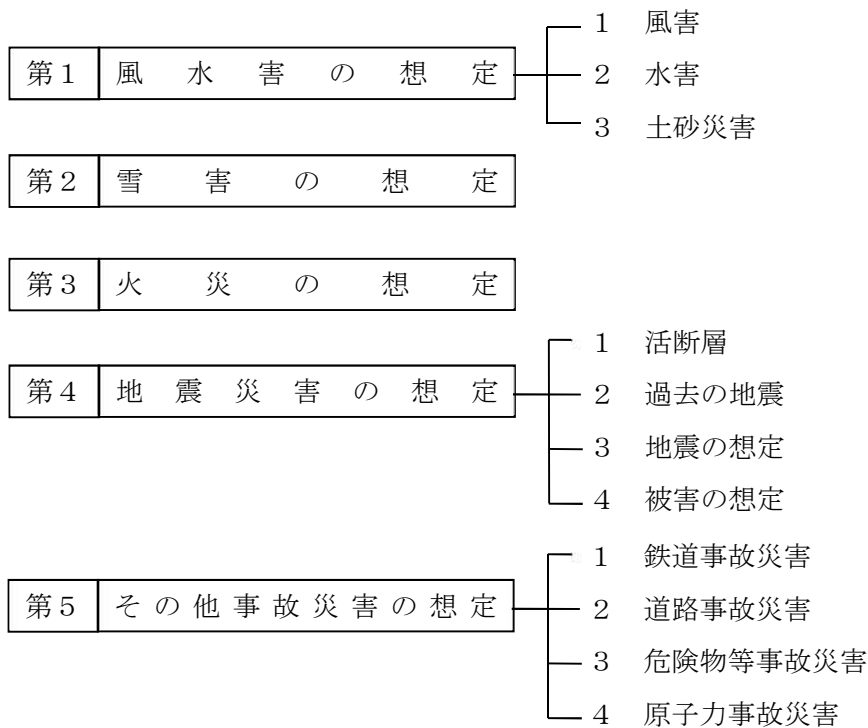 1 風害
第1 風水害の想定 2 水害
3 土砂災害
第2 雪害の想定
第3 火災の想定
1 活断層
第4 地震災害の想定 2 過去の地震
3 地震の想定
4 被害の想定
1 鉄道事故災害
第5 その他事故災害の想定 2 道路事故災害
3 危険物等事故災害
4 原子力事故災害